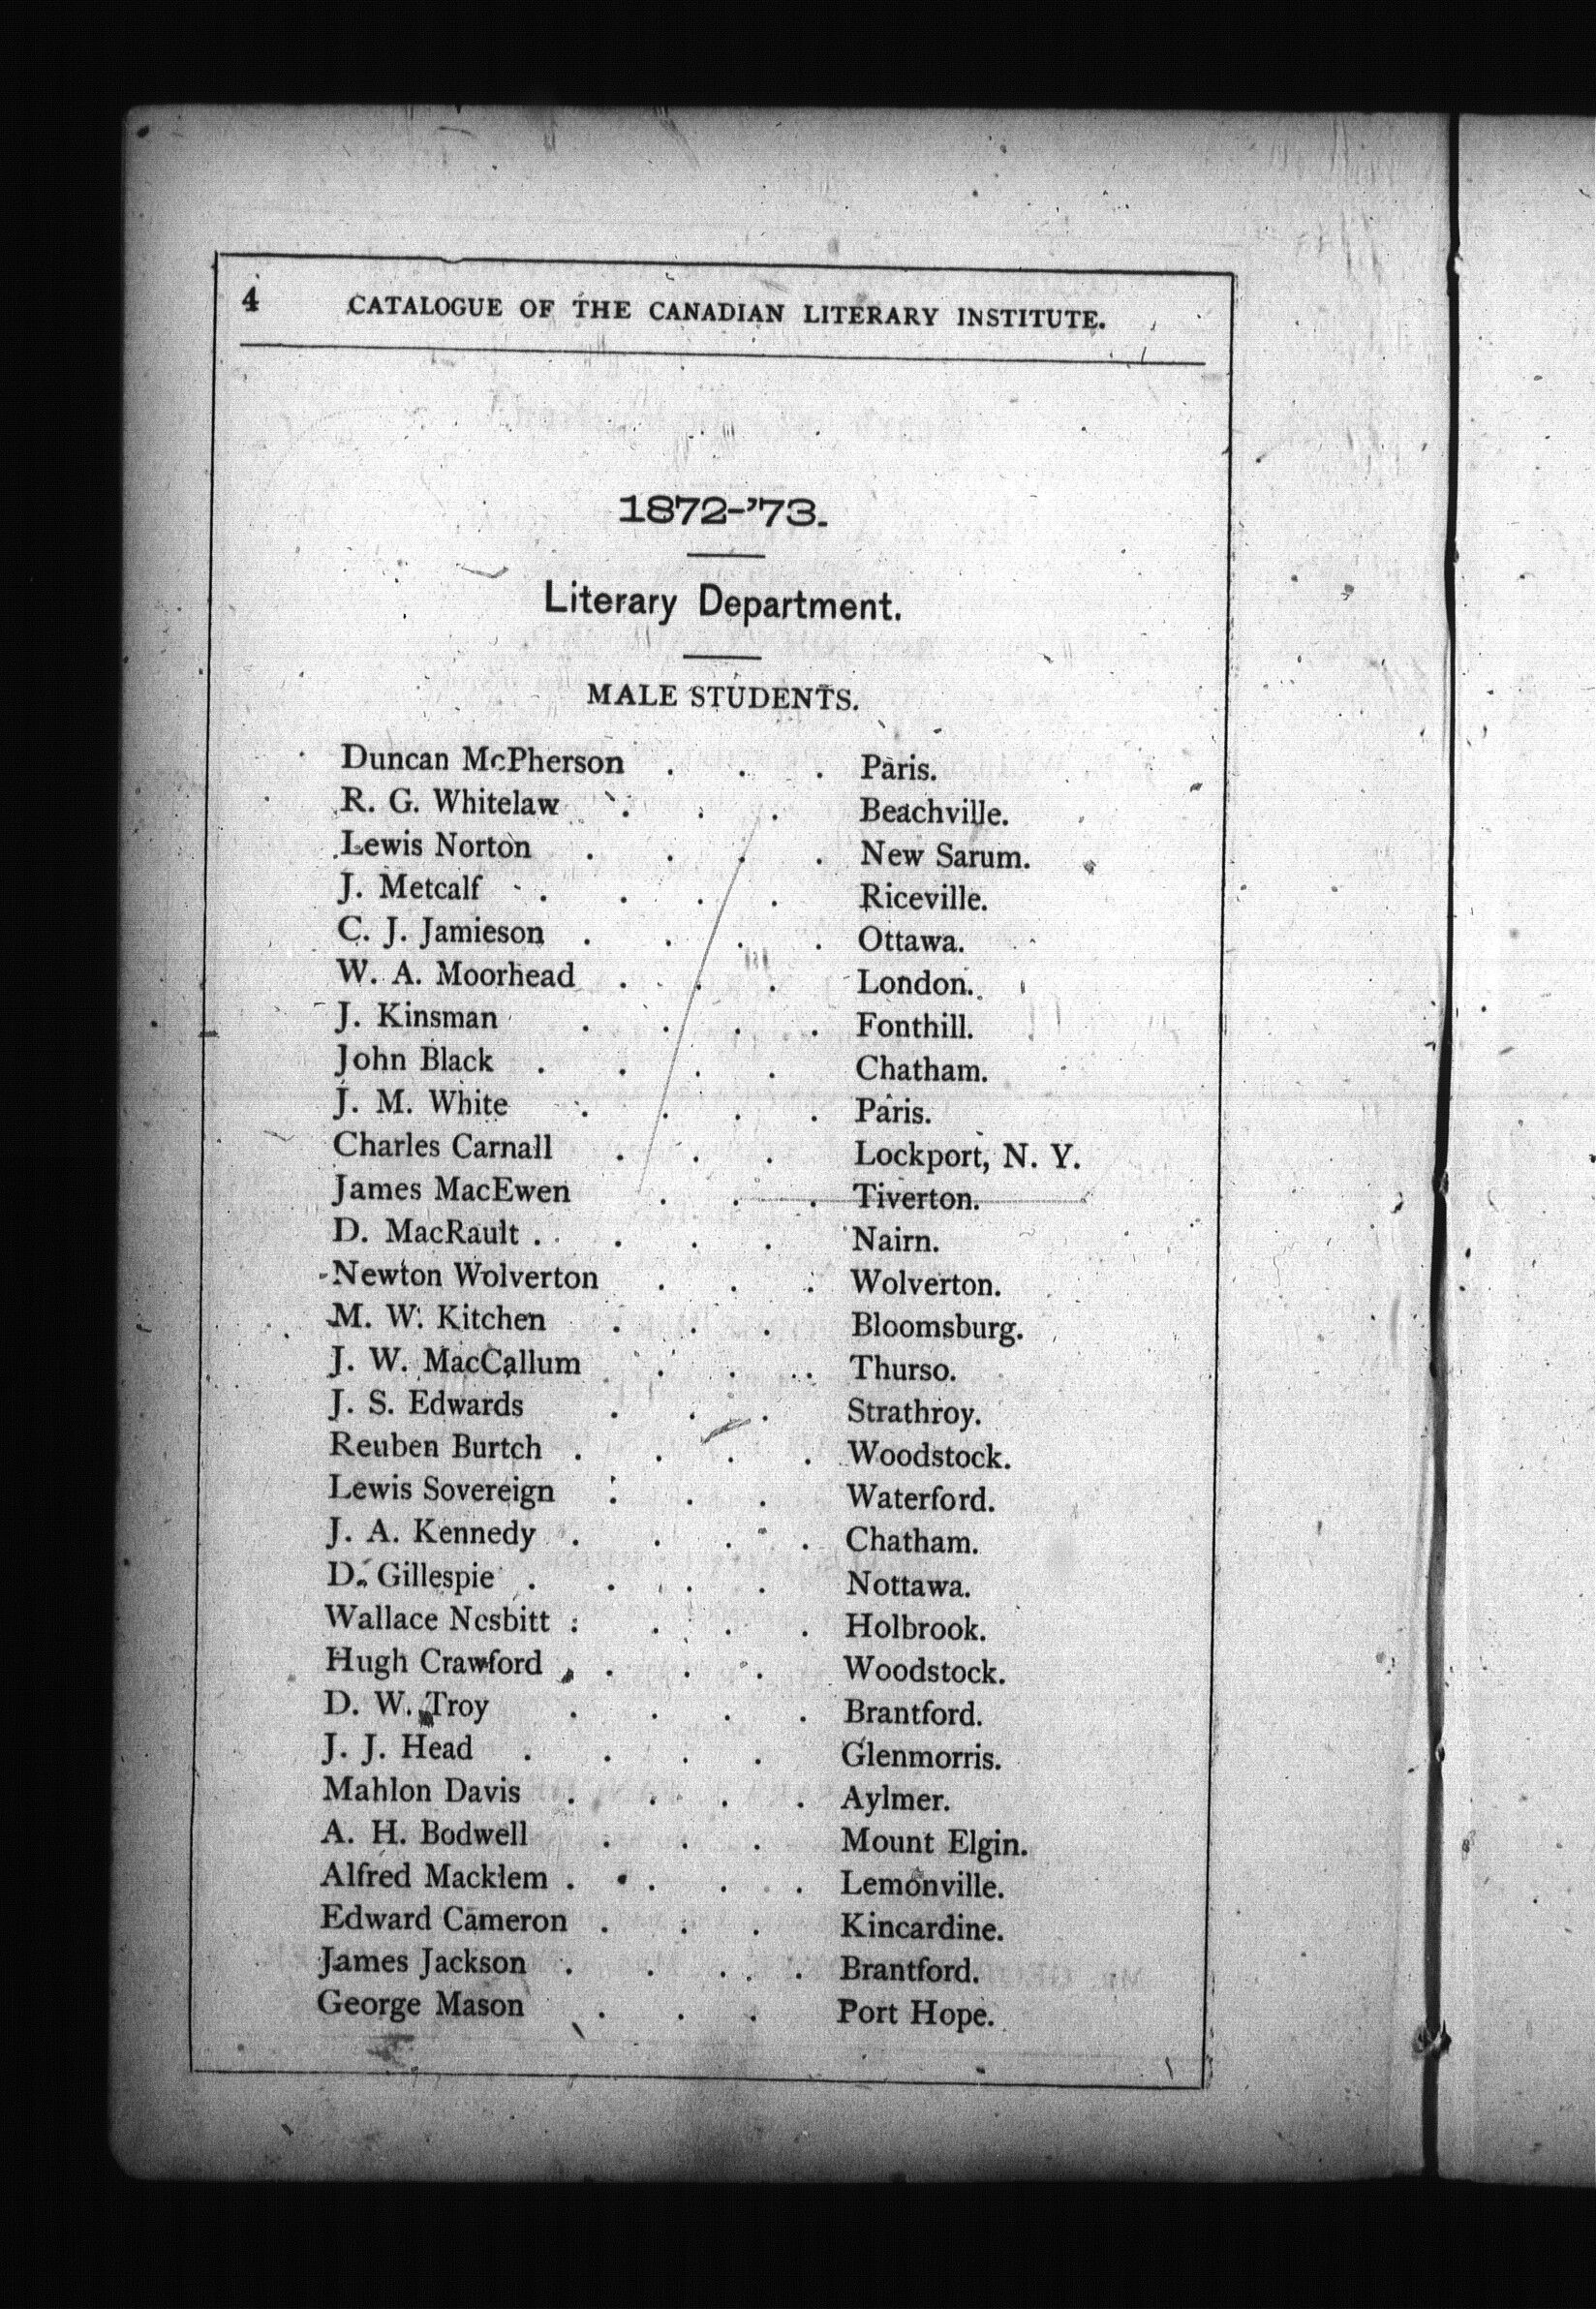 4 CATALOGUE OF THE CANADIAN LITERARY INSTITUTE.
1872-'73.
Literary Department.
MALE STUDENTS.
Duncan McPherson . . . Paris.
R. G. Whitelaw . . . Beachville.
Lewis Norton . . . . New Sarum.
J. Metcalf . . . . Riceville.
C. J. Jamieson . . . . Ottawa.
W. A. Moorhead . . . London.
J. Kinsman . . . . Fonthill.
John Black . . . . Chatham.
J. M. White . . . . Paris.
Charles Carnall . . . Lockport, N. Y.
James MacEwen . . . Tiverton.
D. MacRault . . . . Nairn.
Newton Wolverton . . . Wolverton.
M. W. Kitchen . . . Bloomsburg.
J. W. MacCallum . . . Thurso.
J. S. Edwards . . . Strathroy.
Reuben Burtch . . . . Woodstock.
Lewis Sovereign . . . Waterford.
J. A. Kennedy . . . . Chatham.
D. Gillespie . . . . Nottawa.
Wallace Nesbitt . . . . Holbrook.
Hugh Crawford . . . . Woodstock.
D. W. Troy . . . . Brantford.
J. J. Head . . . . Glenmorris.
Mahlon Davis . . . . Aylmer.
A. H. Bodwell . . . Mount Elgin.
Alfred Macklem . . . . Lemonville.
Edward Cameron . . . Kincardine.
James Jackson . . . . Brantford.
George Mason . . . Port Hope.